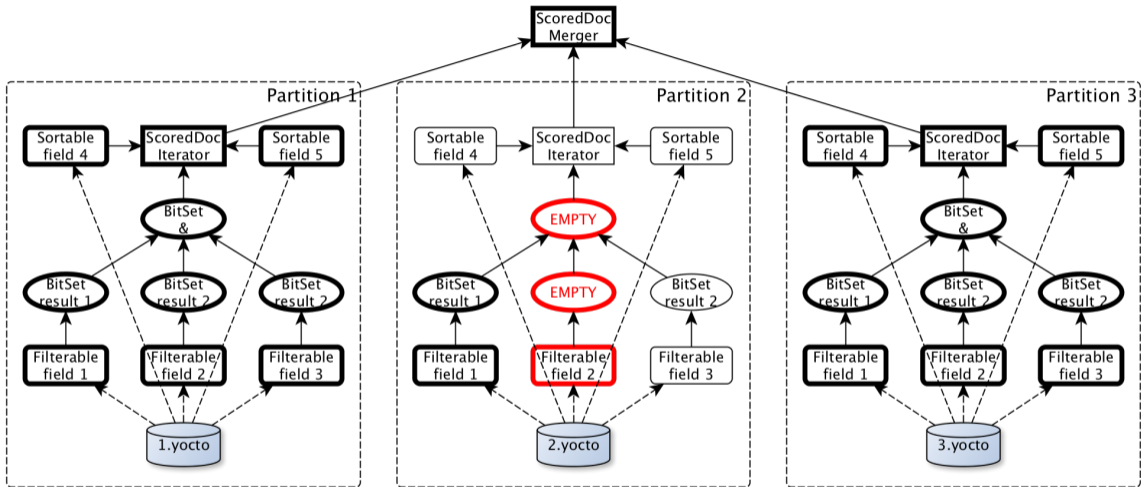 ScoredDoc
Merger
Partition 1
Sortable
field 4
ScoredDoc
Iterator
Sortable
field 5
BitSet
&
BitSet
result 1
BitSet
result 2
BitSet
result 2
Filterable
field 1
Filterable
field 2
Filterable
field 3
1.yocto
Partition 2
Sortable
field 4
ScoredDoc
Iterator
Sortable
field 5
EMPTY
BitSet
result 1
EMPTY
BitSet
result 2
Filterable
field 1
Filterable
field 2
Filterable
field 3
2.yocto
Partition 3
Sortable
field 4
ScoredDoc
Iterator
Sortable
field 5
BitSet
&
BitSet
result 1
BitSet
result 2
BitSet
result 2
Filterable
field 1
Filterable
field 2
Filterable
field 3
3.yocto